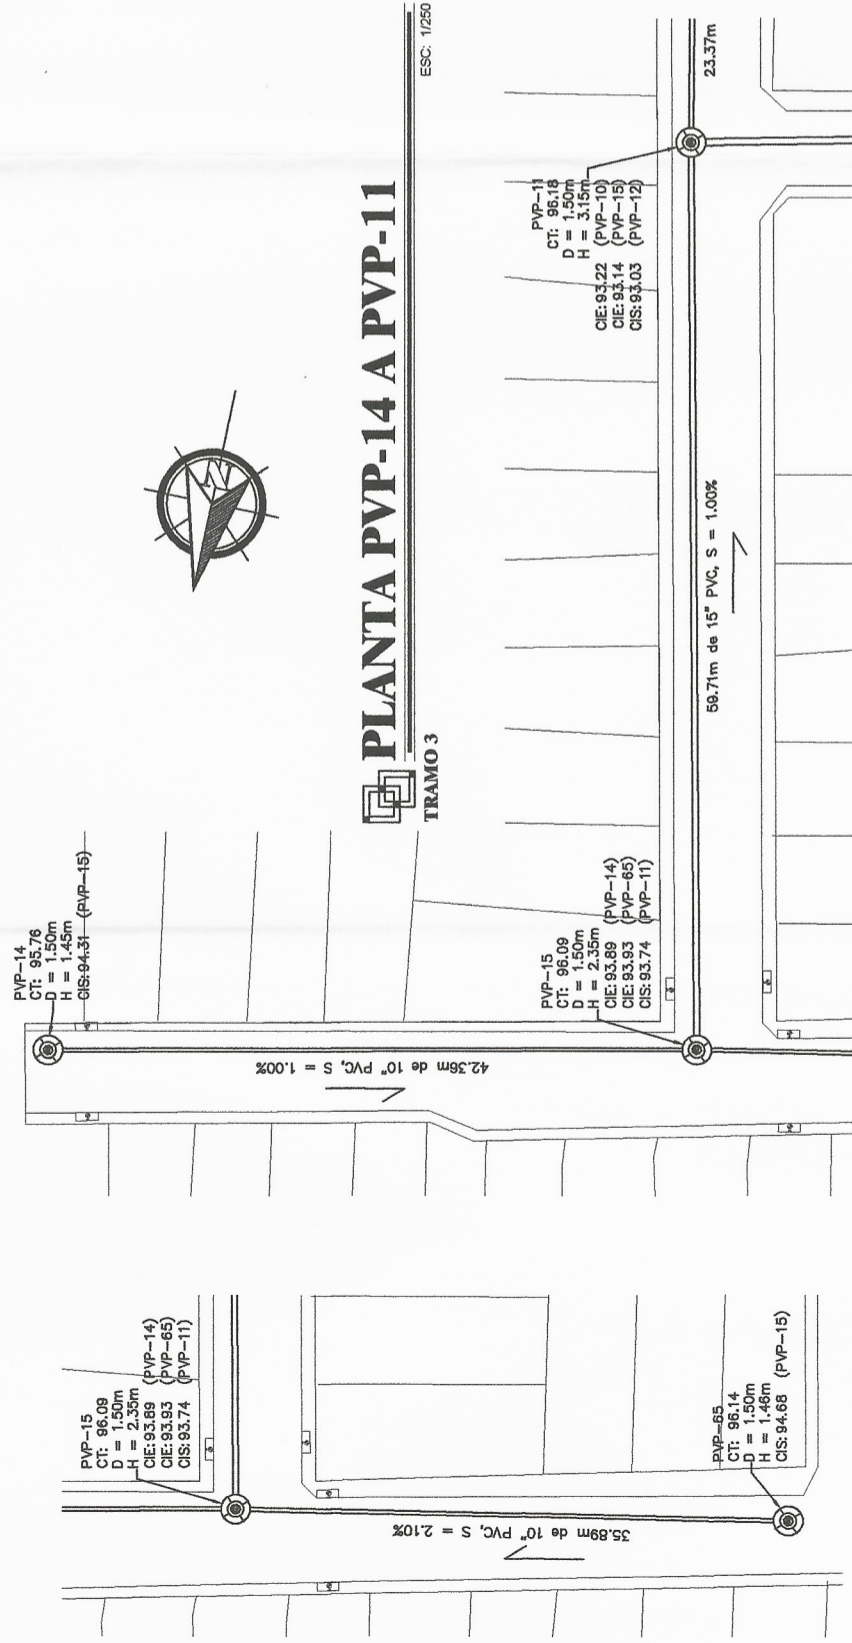 PLANTA PVP-14 A PVP-11
TRAMO 3
ESC: 1/250
PVP-14
CT: 95.76
D = 1.50m
H = 1.45m
CIS: 94.31 (PVP-15)
42.36m de 10" PVC, S = 1.00%
PVP-15
CT: 96.09
D = 1.50m
H = 2.35m
CIE: 93.89 (PVP-14)
CIE: 93.93 (PVP-65)
CIS: 93.74 (PVP-11)
59.71m de 15" PVC, S = 1.00%
PVP-11
CT: 96.18
D = 1.50m
H = 3.15m
CIE: 93.22 (PVP-10)
CIE: 93.14 (PVP-15)
CIS: 93.03 (PVP-12)
23.37m
N
PVP-15
CT: 96.09
D = 1.50m
H = 2.35m
CIE: 93.89 (PVP-14)
CIE: 93.93 (PVP-65)
CIS: 93.74 (PVP-11)
35.89m de 10" PVC, S = 2.10%
PVP-65
CT: 96.14
D = 1.50m
H = 1.46m
CIS: 94.68 (PVP-15)